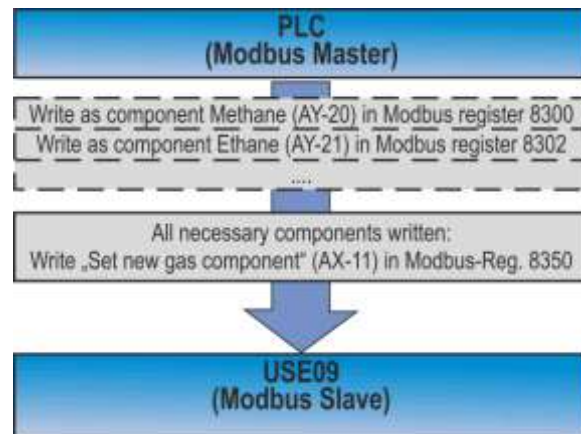 PLC
(Modbus Master)
Write as component Methane (AY-20) in Modbus register 8300
Write as component Ethane (AY-21) in Modbus register 8302
....
All necessary components written:
Write „Set new gas component“ (AX-11) in Modbus-Reg. 8350
USE09
(Modbus Slave)